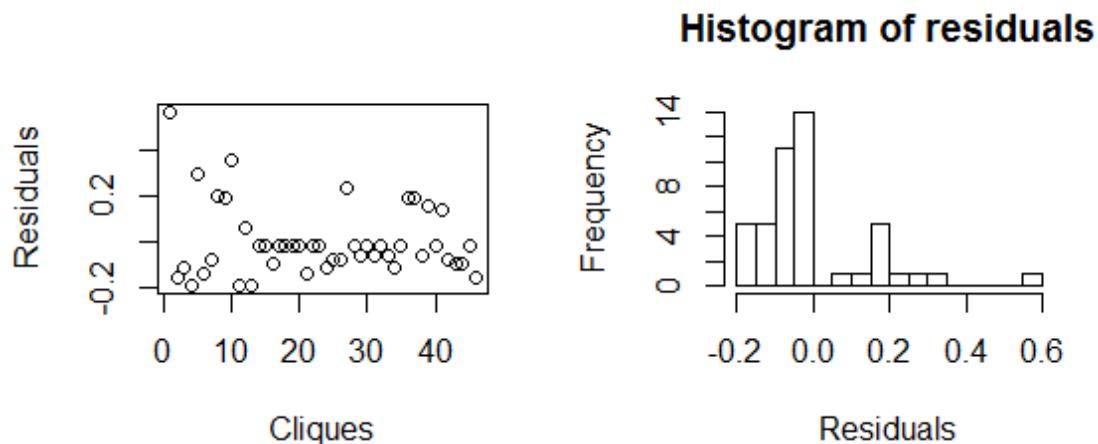 Histogram of residuals
Residuals
0.2
-0.2
0 10 20 30 40
Cliques
Frequency
14
8
4
0
-0.2 0.0 0.2 0.4 0.6
Residuals